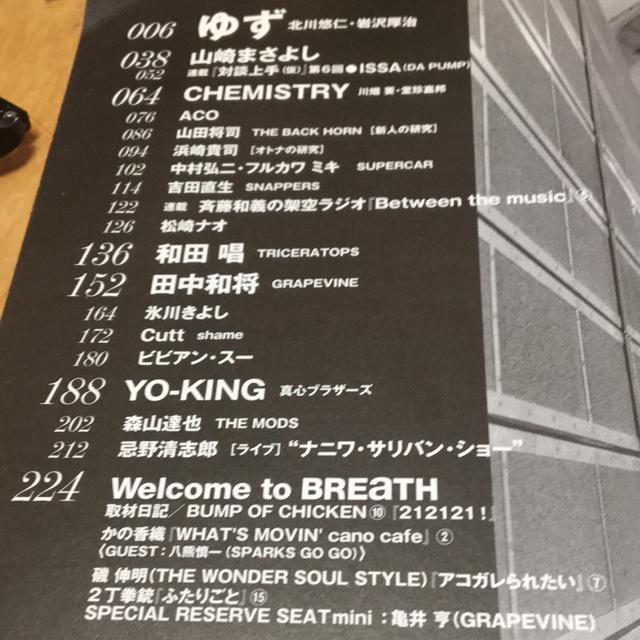 006 ゆず 北川悠仁・岩沢厚治
038 山崎まさよし
052 連載『対談上手(仮)』第6回●ISSA(DA PUMP)
064 CHEMISTRY 川畑 要・堂珍嘉邦
076 ACO
086 山田将司 THE BACK HORN [新人の研究]
094 浜崎貴司 [オトナの研究]
102 中村弘二・フルカワ ミキ SUPERCAR
114 吉田直生 SNAPPERS
122 連載 斉藤和義の架空ラジオ『Between the music』
126 松崎ナオ
136 和田 唱 TRICERATOPS
152 田中和将 GRAPEVINE
164 氷川きよし
172 Cutt shame
180 ビビアン・スー
188 YO-KING 真心ブラザーズ
202 森山達也 THE MODS
212 忌野清志郎 [ライブ] “ナニワ・サリバン・ショー”
224 Welcome to BREaTH
取材日記/BUMP OF CHICKEN⑩『212121!』
かの香織『WHAT'S MOVIN' cano cafe』②
〈GUEST:八熊慎一(SPARKS GO GO)〉
磯 伸明(THE WONDER SOUL STYLE)『アコガレられたい』⑦
2丁拳銃『ふたりごと』⑮
SPECIAL RESERVE SEATmini:亀井 亨(GRAPEVINE)